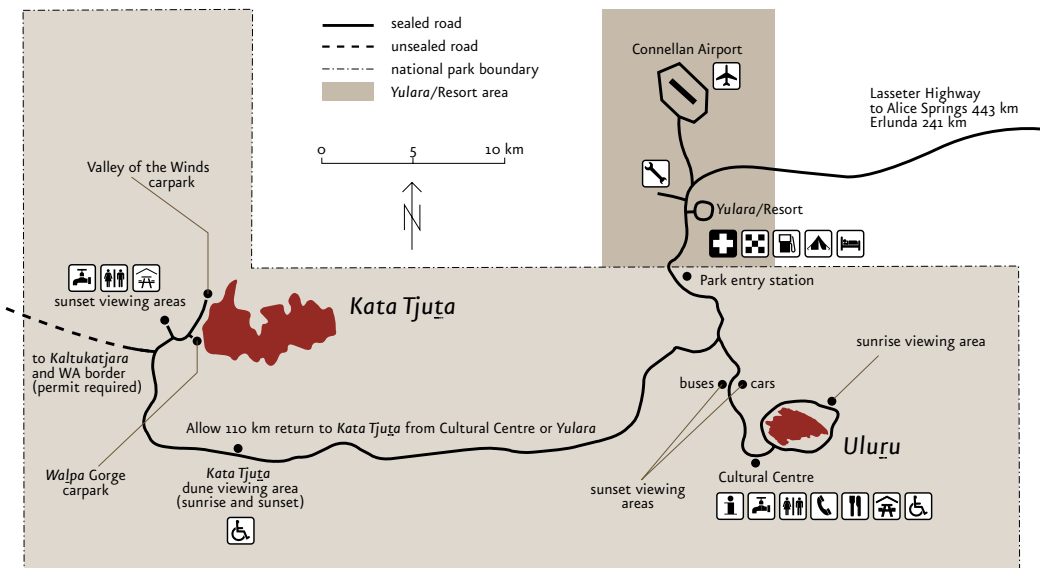 sealed road
unsealed road
national park boundary
Yulara/Resort area
0 5 10 km
N
Connellan Airport
Lasseter Highway
to Alice Springs 443 km
Erlunda 241 km
Valley of the Winds
carpark
Yulara/Resort
Park entry station
sunset viewing areas
Kata Tjuṯa
to Kaltukatjara
and WA border
(permit required)
sunrise viewing area
buses
cars
Allow 110 km return to Kata Tjuṯa from Cultural Centre or Yulara
Uluṟu
Walpa Gorge
carpark
Kata Tjuṯa
dune viewing area
(sunrise and sunset)
sunset viewing
areas
Cultural Centre
i